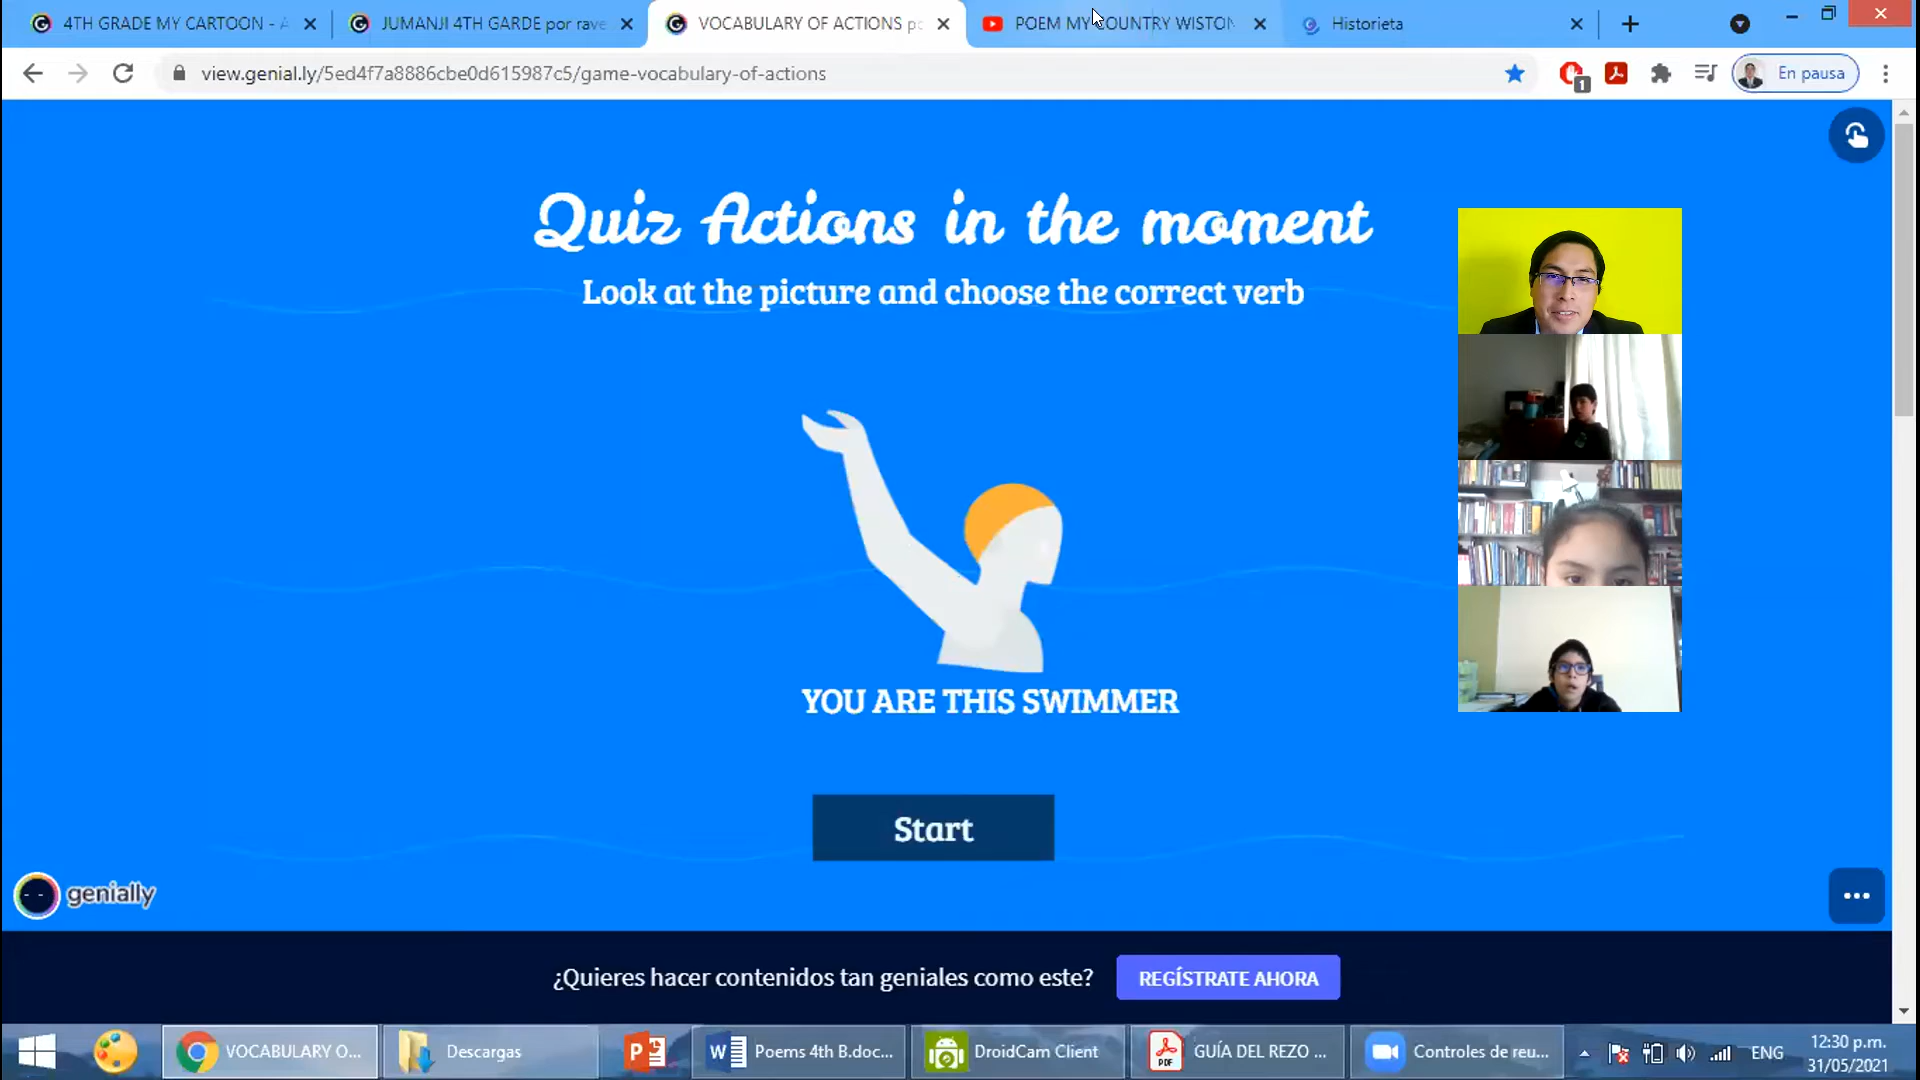 4TH GRADE MY CARTOON - A
JUMANJI 4TH GARDE por rave
VOCABULARY OF ACTIONS po
POEM MY COUNTRY WISTON
Historieta
view.genial.ly/5ed4f7a8886cbe0d615987c5/game-vocabulary-of-actions
1
En pausa
Quiz Actions in the moment
Look at the picture and choose the correct verb
YOU ARE THIS SWIMMER
Start
genially
¿Quieres hacer contenidos tan geniales como este?
REGÍSTRATE AHORA
VOCABULARY O...
Descargas
Poems 4th B.doc...
DroidCam Client
GUÍA DEL REZO ...
Controles de reu...
ENG
12:30 p.m.
31/05/2021